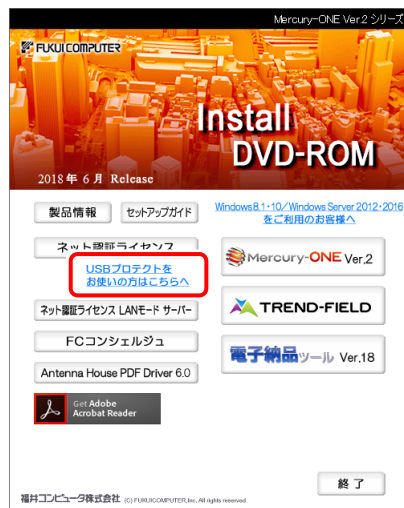 Mercury-ONE Ver.2 シリーズ
FUKUI COMPUTER
Install
DVD-ROM
2018年 6月 Release
製品情報
セットアップガイド
Windows8.1・10／Windows Server 2012・2016
をご利用のお客様へ
ネット認証ライセンス
USBプロテクトを
お使いの方はこちらへ
Mercury-ONE Ver.2
ネット認証ライセンス LANモード サーバー
TREND-FIELD
FCコンシェルジュ
電子納品ツール Ver.18
Antenna House PDF Driver 6.0
Get Adobe
Acrobat Reader
終了
福井コンピュータ株式会社 (C) FUKUICOMPUTER,Inc. All rights reserved.